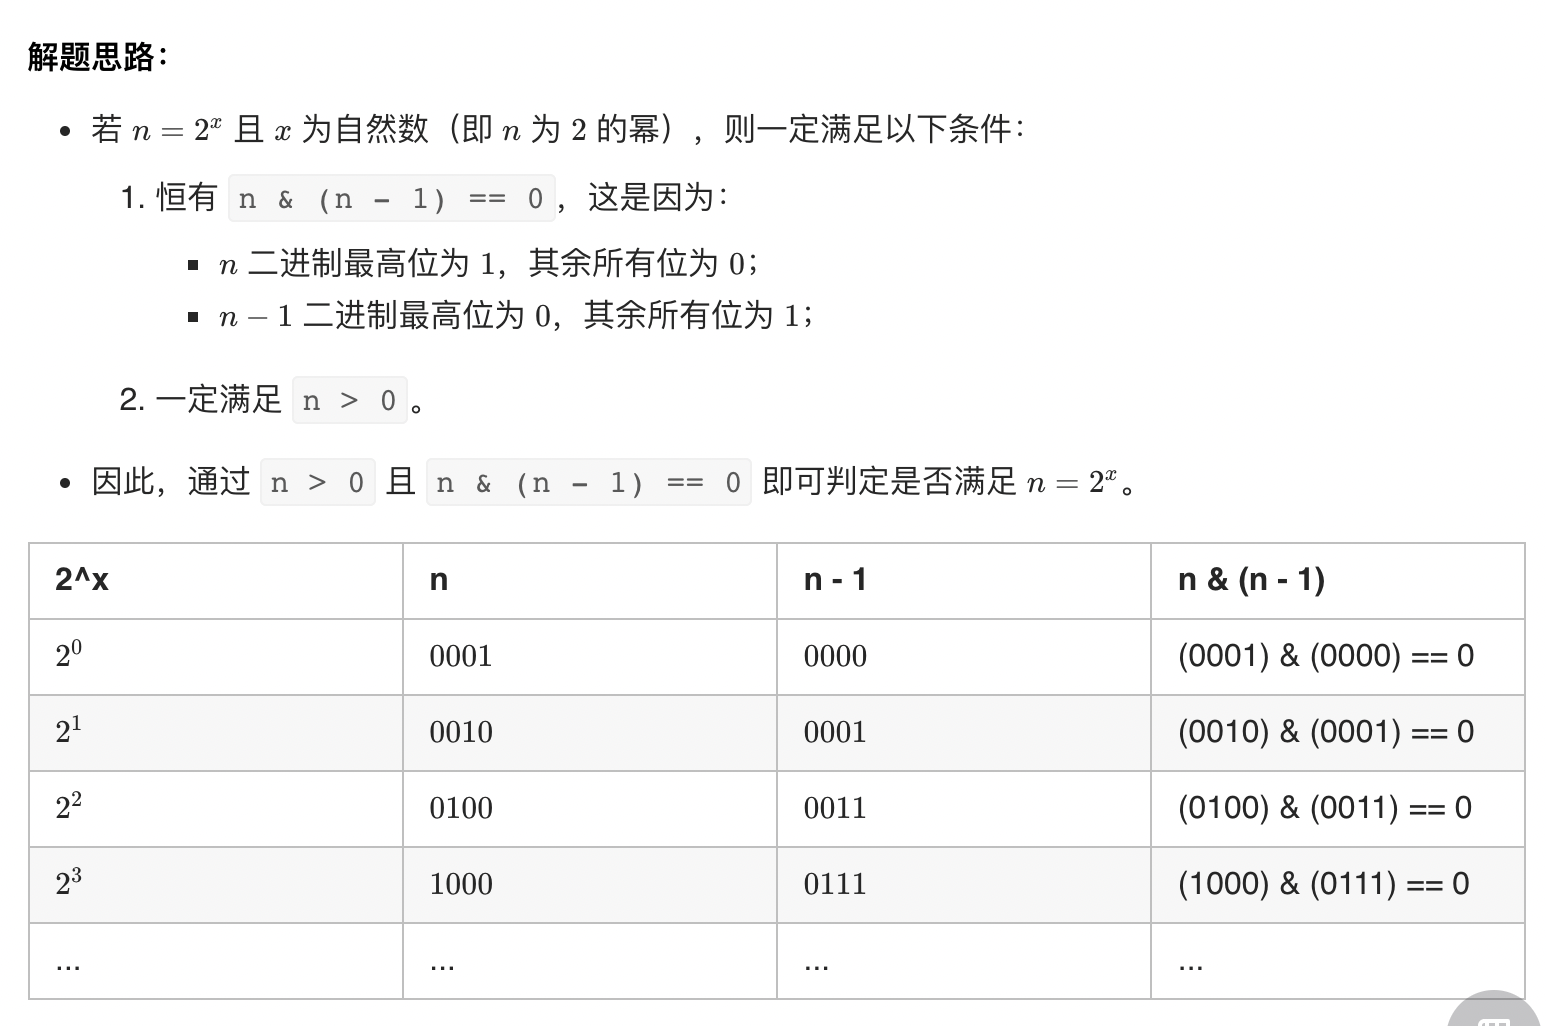 解题思路：
• 若 n = 2^x 且 x 为自然数（即 n 为 2 的幂），则一定满足以下条件：
1. 恒有 n & (n - 1) == 0，这是因为：
▪ n 二进制最高位为 1，其余所有位为 0；
▪ n − 1 二进制最高位为 0，其余所有位为 1；
2. 一定满足 n > 0。
• 因此，通过 n > 0 且 n & (n - 1) == 0 即可判定是否满足 n = 2^x。
2^x n n - 1 n & (n - 1)
2^0 0001 0000 (0001) & (0000) == 0
2^1 0010 0001 (0010) & (0001) == 0
2^2 0100 0011 (0100) & (0011) == 0
2^3 1000 0111 (1000) & (0111) == 0
... ... ... ...